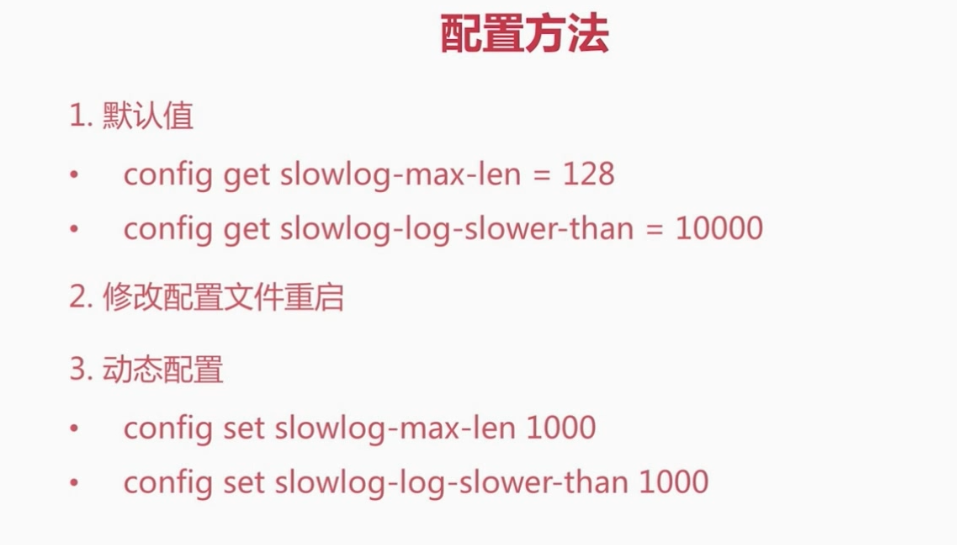 配置方法
1. 默认值
• config get slowlog-max-len = 128
• config get slowlog-log-slower-than = 10000
2. 修改配置文件重启
3. 动态配置
• config set slowlog-max-len 1000
• config set slowlog-log-slower-than 1000